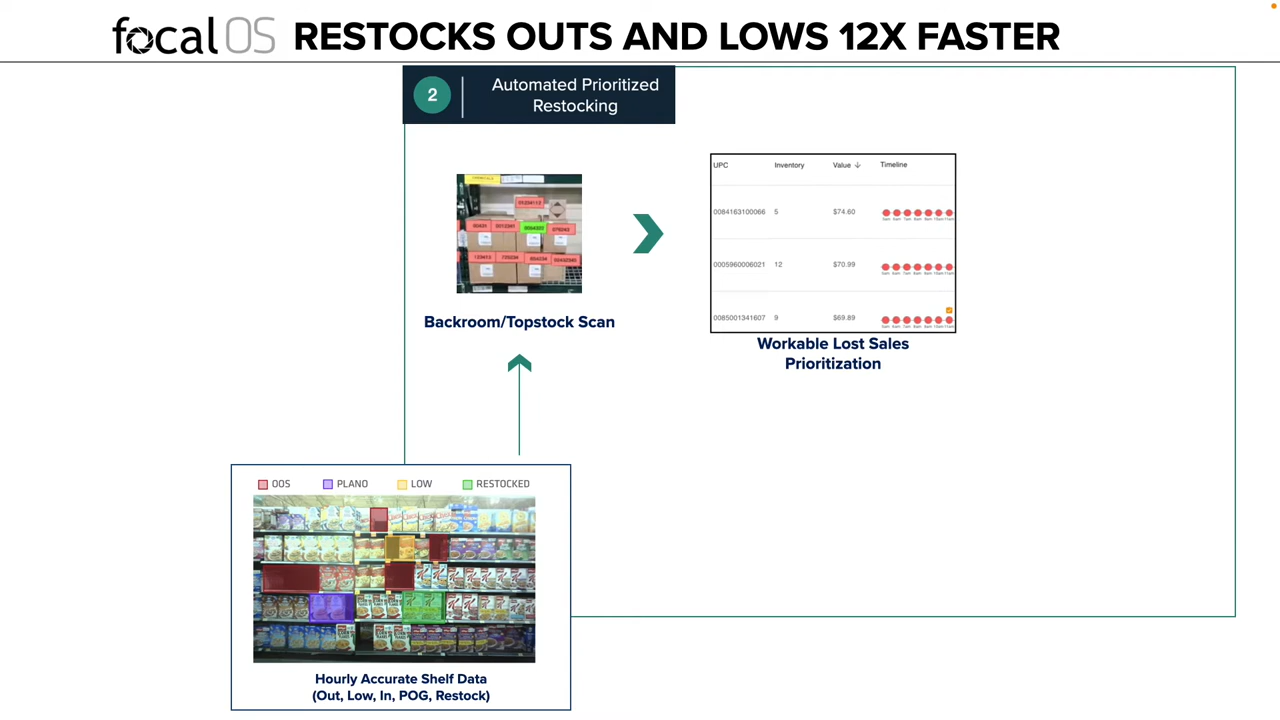 focal OS RESTOCKS OUTS AND LOWS 12X FASTER
2
Automated Prioritized
Restocking
Backroom/Topstock Scan
UPC Inventory Value ↓ Timeline
0084163100066 5 $74.60
0005960006021 12 $70.99
0085001341607 9 $69.89
Workable Lost Sales
Prioritization
OOS PLANO LOW RESTOCKED
Hourly Accurate Shelf Data
(Out, Low, In, POG, Restock)